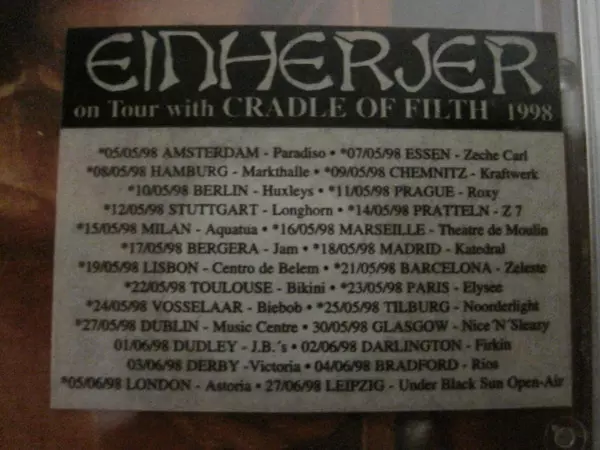 EINHERJER
on Tour with CRADLE OF FILTH 1998
*05/05/98 AMSTERDAM - Paradiso • *07/05/98 ESSEN - Zeche Carl
*08/05/98 HAMBURG - Markthalle • *09/05/98 CHEMNITZ - Kraftwerk
*10/05/98 BERLIN - Huxleys • *11/05/98 PRAGUE - Roxy
*12/05/98 STUTTGART - Longhorn • *14/05/98 PRATTELN - Z 7
*15/05/98 MILAN - Aquatua • *16/05/98 MARSEILLE - Theatre de Moulin
*17/05/98 BERGERA - Jam • *18/05/98 MADRID - Katedral
*19/05/98 LISBON - Centro de Belem • *21/05/98 BARCELONA - Zeleste
*22/05/98 TOULOUSE - Bikini • *23/05/98 PARIS - Elysee
*24/05/98 VOSSELAAR - Biebob • *25/05/98 TILBURG - Noorderlight
*27/05/98 DUBLIN - Music Centre • 30/05/98 GLASGOW - Nice´N´Sleazy
01/06/98 DUDLEY - J.B.´s • 02/06/98 DARLINGTON - Firkin
03/06/98 DERBY -Victoria • 04/06/98 BRADFORD - Rios
*05/06/98 LONDON - Astoria • 27/06/98 LEIPZIG - Under Black Sun Open-Air